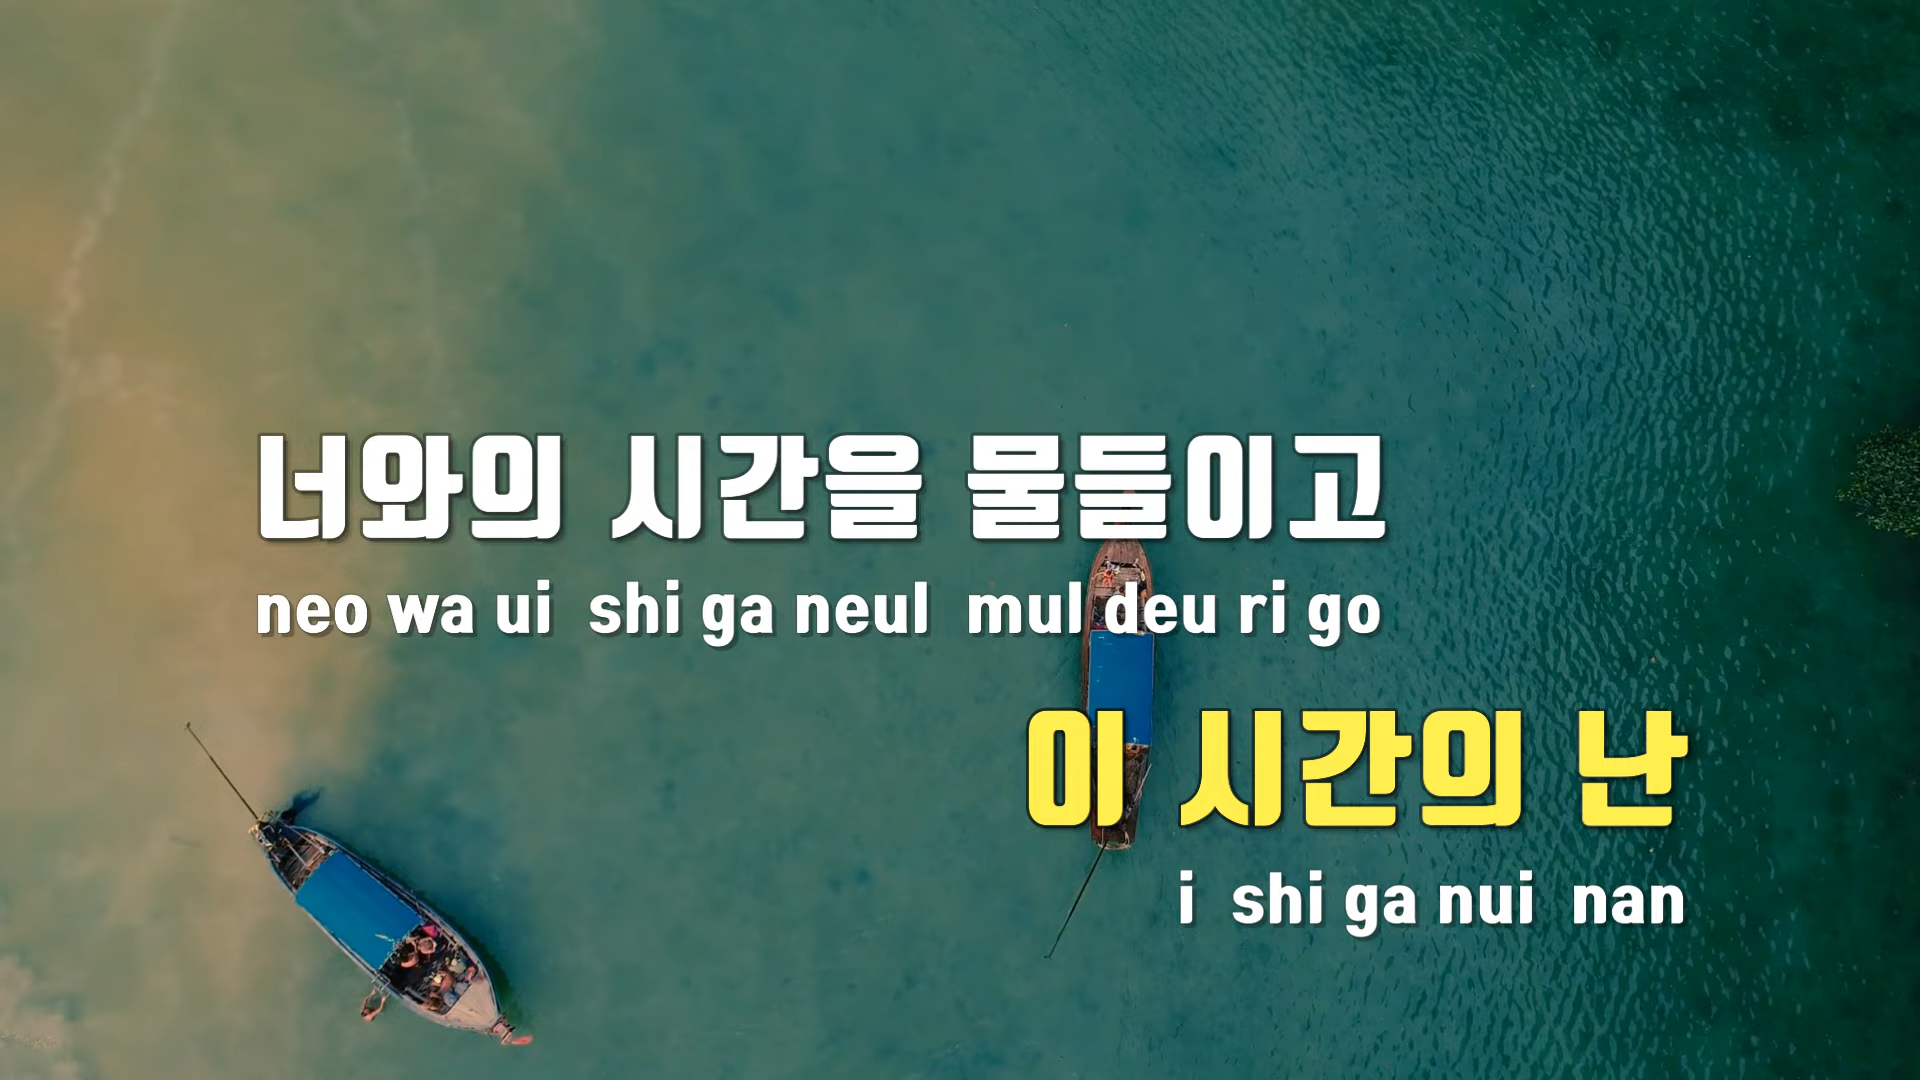 너와의 시간을 물들이고
neo wa ui shi ga neul mul deu ri go
이 시간의 난
i shi ga nui nan